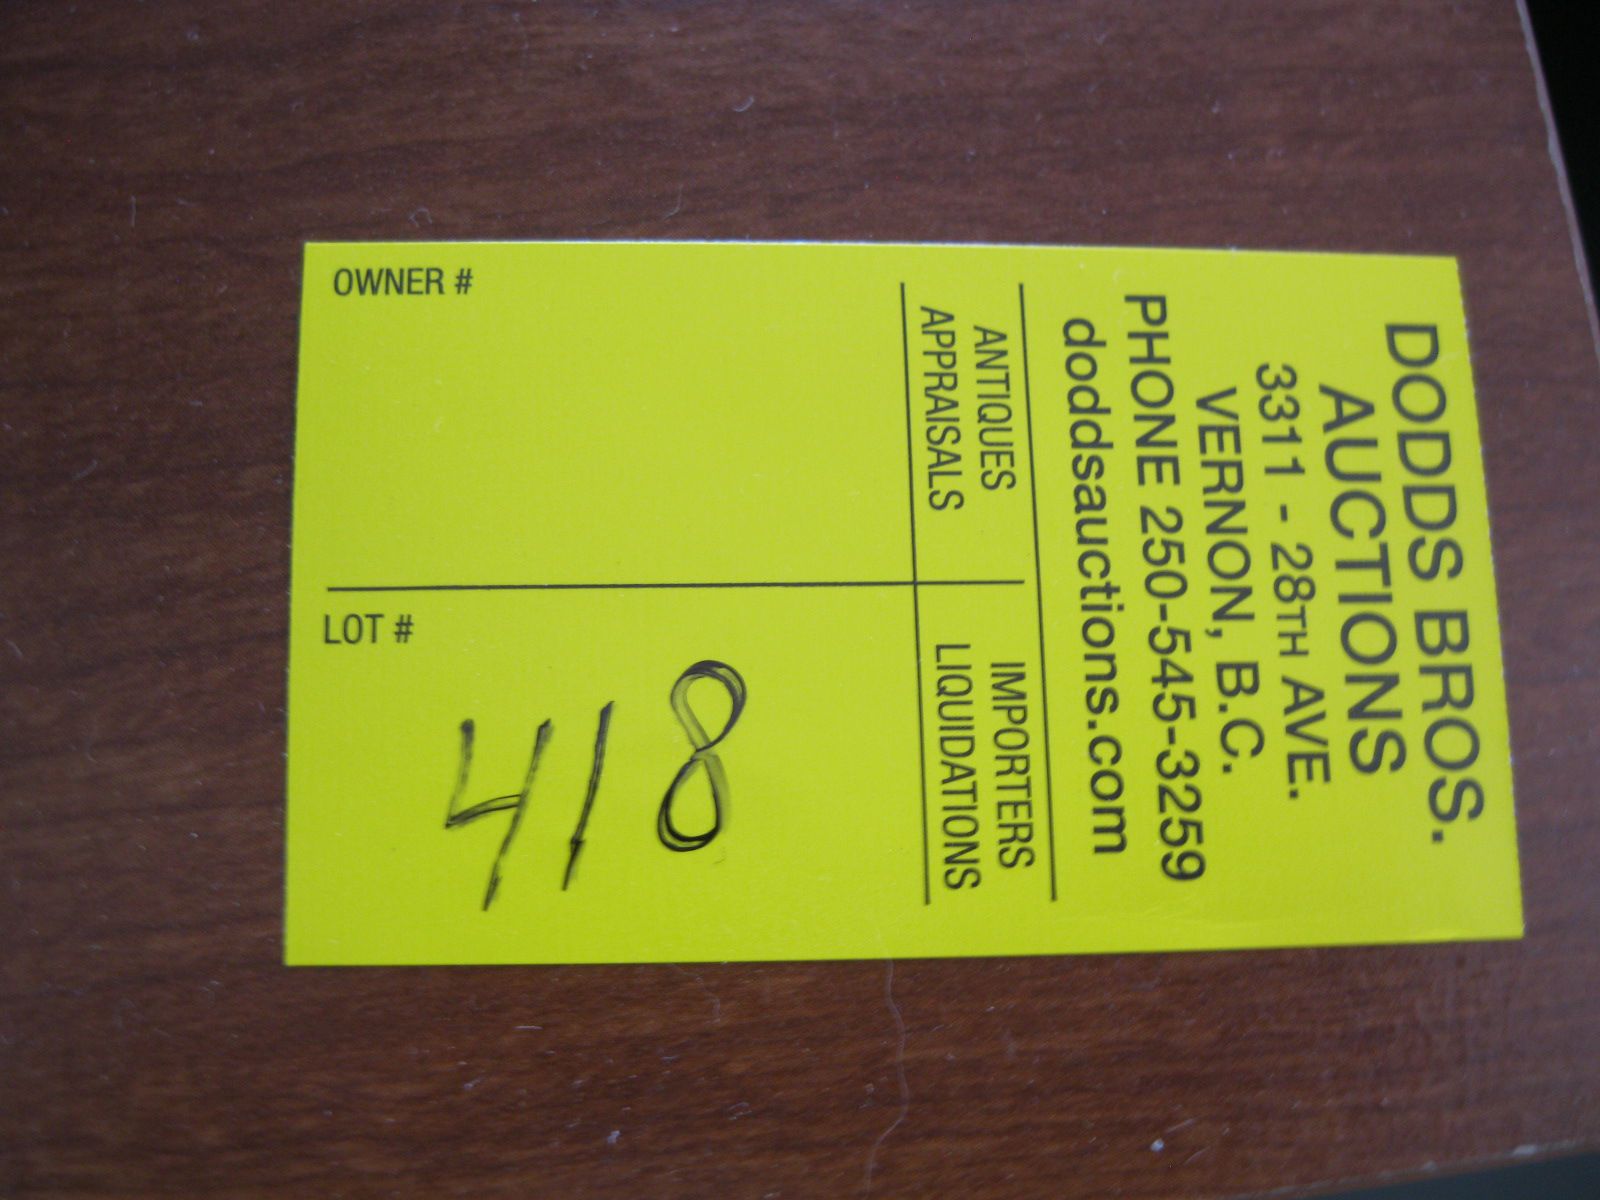 DODDS BROS.
AUCTIONS
3311 - 28TH AVE.
VERNON, B.C.
PHONE 250-545-3259
doddsauctions.com
ANTIQUES
APPRAISALS
IMPORTERS
LIQUIDATIONS
OWNER #
LOT #
418